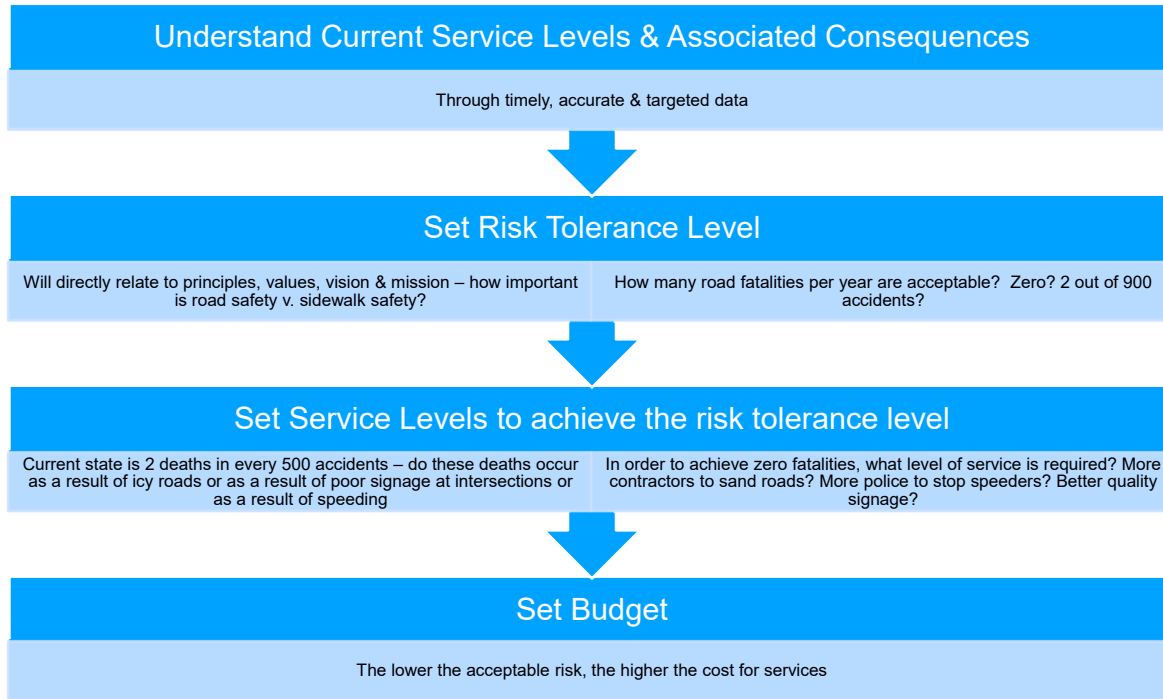 Understand Current Service Levels & Associated Consequences
Through timely, accurate & targeted data
Set Risk Tolerance Level
Will directly relate to principles, values, vision & mission – how important
is road safety v. sidewalk safety?
How many road fatalities per year are acceptable?  Zero? 2 out of 900
accidents?
Set Service Levels to achieve the risk tolerance level
Current state is 2 deaths in every 500 accidents – do these deaths occur
as a result of icy roads or as a result of poor signage at intersections or
as a result of speeding
In order to achieve zero fatalities, what level of service is required? More
contractors to sand roads? More police to stop speeders? Better quality
signage?
Set Budget
The lower the acceptable risk, the higher the cost for services